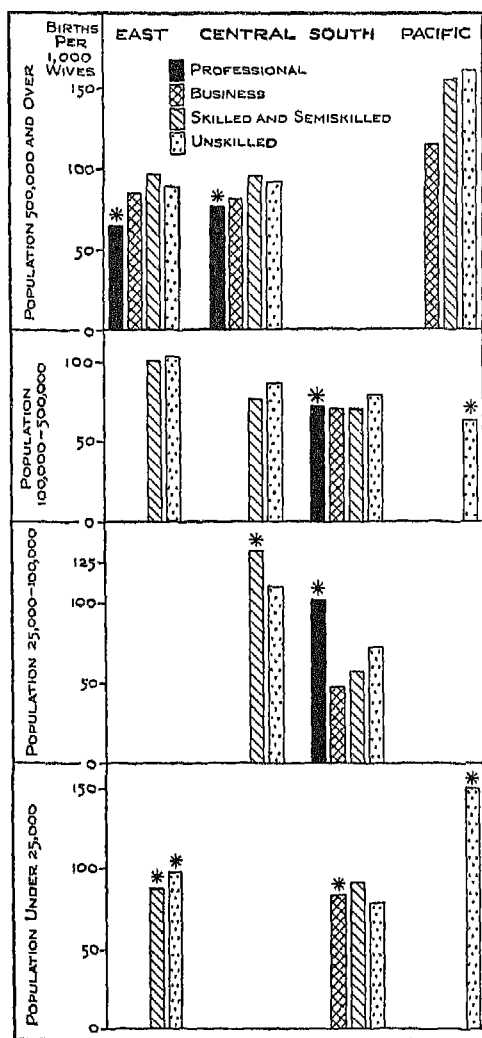 BIRTHS PER 1,000 WIVES
EAST CENTRAL SOUTH PACIFIC
PROFESSIONAL
BUSINESS
SKILLED AND SEMISKILLED
UNSKILLED
POPULATION 500,000 AND OVER
150
100
50
0
*
*
POPULATION 100,000-500,000
100
50
0
*
*
POPULATION 25,000-100,000
125
100
50
0
*
*
POPULATION UNDER 25,000
150
100
50
0
*
*
*
*